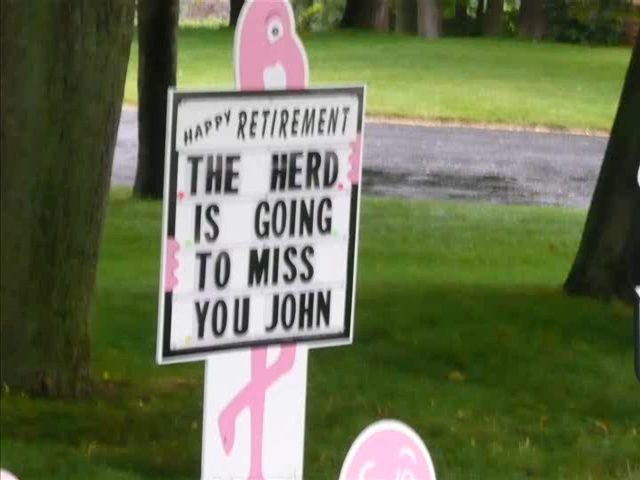 HAPPY RETIREMENT
THE HERD
IS GOING
TO MISS
YOU JOHN